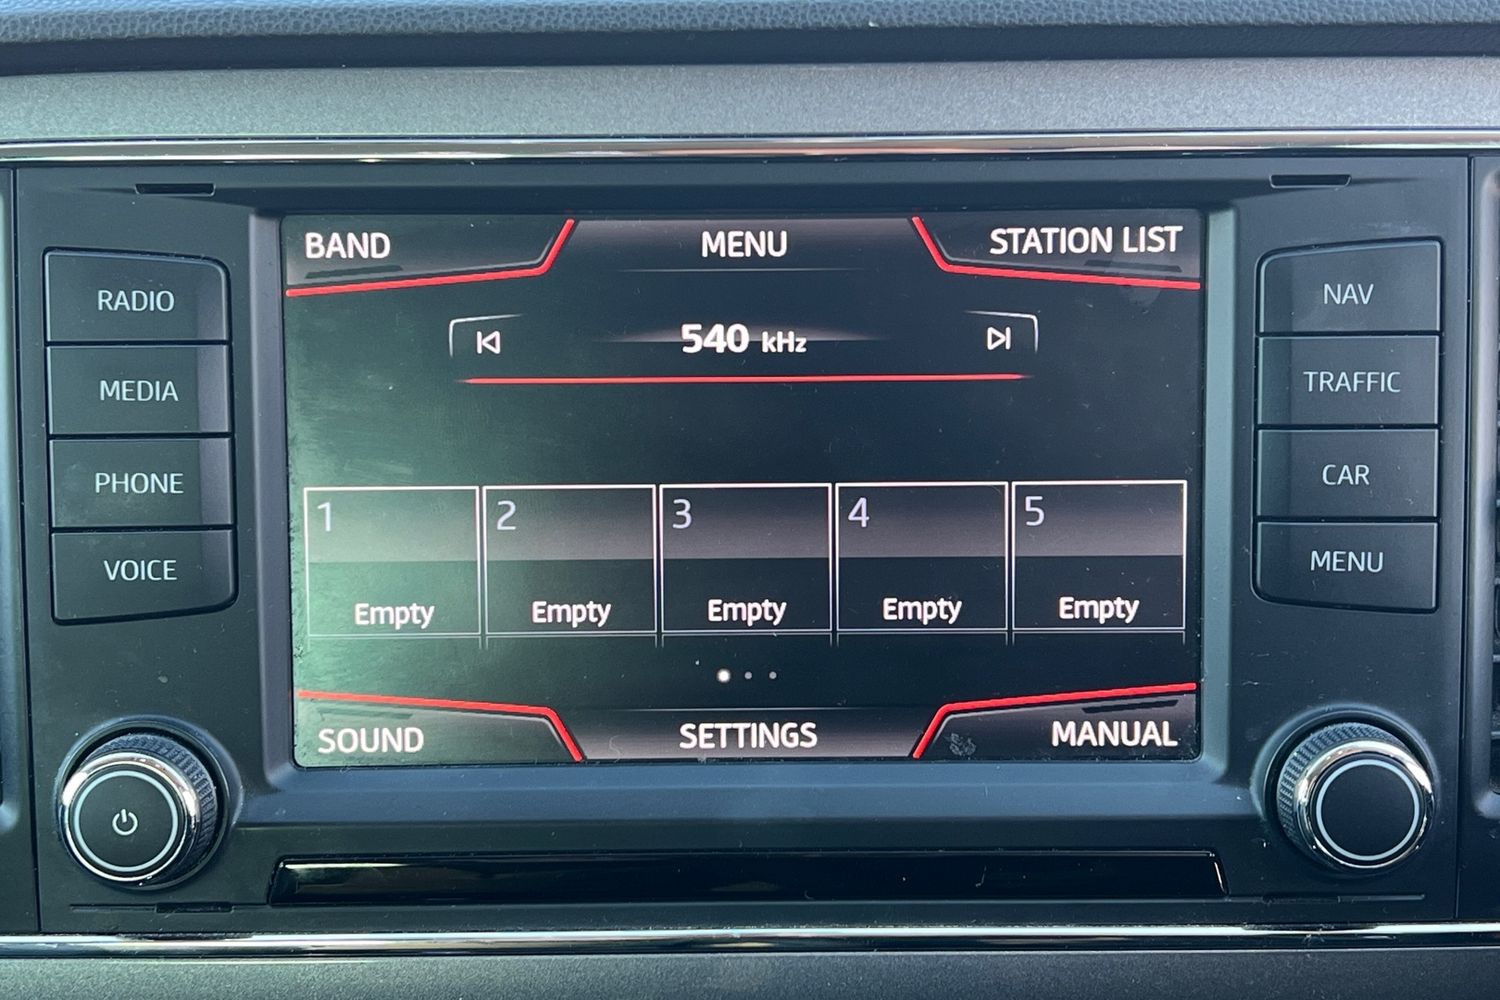 BAND MENU STATION LIST
540 kHz
1 2 3 4 5
Empty Empty Empty Empty Empty
SOUND SETTINGS MANUAL
RADIO
MEDIA
PHONE
VOICE
NAV
TRAFFIC
CAR
MENU